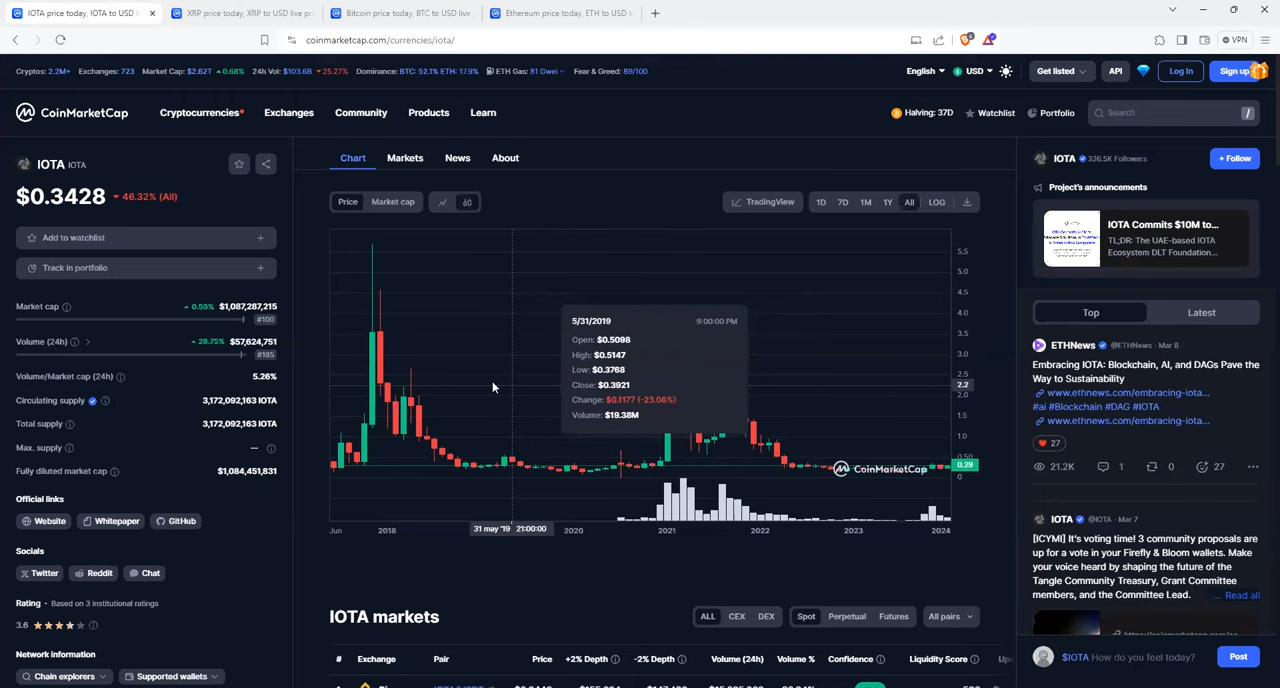 IOTA price today, IOTA to USD l
XRP price today, XRP to USD live pr
Bitcoin price today, BTC to USD live
Ethereum price today, ETH to USD li
coinmarketcap.com/currencies/iota/
VPN
Cryptos: 2.2M+ Exchanges: 723 Market Cap: $2.62T 0.68% 24h Vol: $103.6B 25.27% Dominance: BTC: 52.1% ETH: 17.9% ETH Gas: 81 Gwei Fear & Greed: 89/100
English USD Get listed API Log In Sign up
CoinMarketCap Cryptocurrencies Exchanges Community Products Learn Halving: 37D Watchlist Portfolio Search /
IOTA IOTA
$0.3428 46.32% (All)
Add to watchlist +
Track in portfolio +
Market cap 0.59% $1,087,287,215
#100
Volume (24h) 28.75% $57,624,751
#185
Volume/Market cap (24h) 5.26%
Circulating supply 3,172,092,163 IOTA
Total supply 3,172,092,163 IOTA
Max. supply —
Fully diluted market cap $1,084,451,831
Official links
Website Whitepaper GitHub
Socials
Twitter Reddit Chat
Rating · Based on 3 institutional ratings
3.6
Network information
Chain explorers Supported wallets
Chart Markets News About
Price Market cap TradingView 1D 7D 1M 1Y All LOG
5.5
5.0
4.5
4.0
3.5
3.0
2.5
2.2
2.0
1.5
1.0
0.50
0.29
0
5/31/2019 9:00:00 PM
Open: $0.5098
High: $0.5147
Low: $0.3768
Close: $0.3921
Change: $0.1177 (-23.08%)
Volume: $19.38M
CoinMarketCap
Jun 2018 31 may '19 21:00:00 2020 2021 2022 2023 2024
IOTA markets ALL CEX DEX Spot Perpetual Futures All pairs
# Exchange Pair Price +2% Depth -2% Depth Volume (24h) Volume % Confidence Liquidity Score
IOTA 326.5K Followers + Follow
Project's announcements
IOTA Commits $10M to...
TL;DR: The UAE-based IOTA
Ecosystem DLT Foundation...
Top Latest
ETHNews @ETHNews · Mar 8
Embracing IOTA: Blockchain, AI, and DAGs Pave the
Way to Sustainability
www.ethnews.com/embracing-iota...
#ai #Blockchain #DAG #IOTA
www.ethnews.com/embracing-iota...
27
21.2K 1 0 27
IOTA @IOTA · Mar 7
[ICYMI] It's voting time! 3 community proposals are
up for a vote in your Firefly & Bloom wallets. Make
your voice heard by shaping the future of the
Tangle Community Treasury, Grant Committee
members, and the Committee Lead. ... Read all
$IOTA How do you feel today? Post